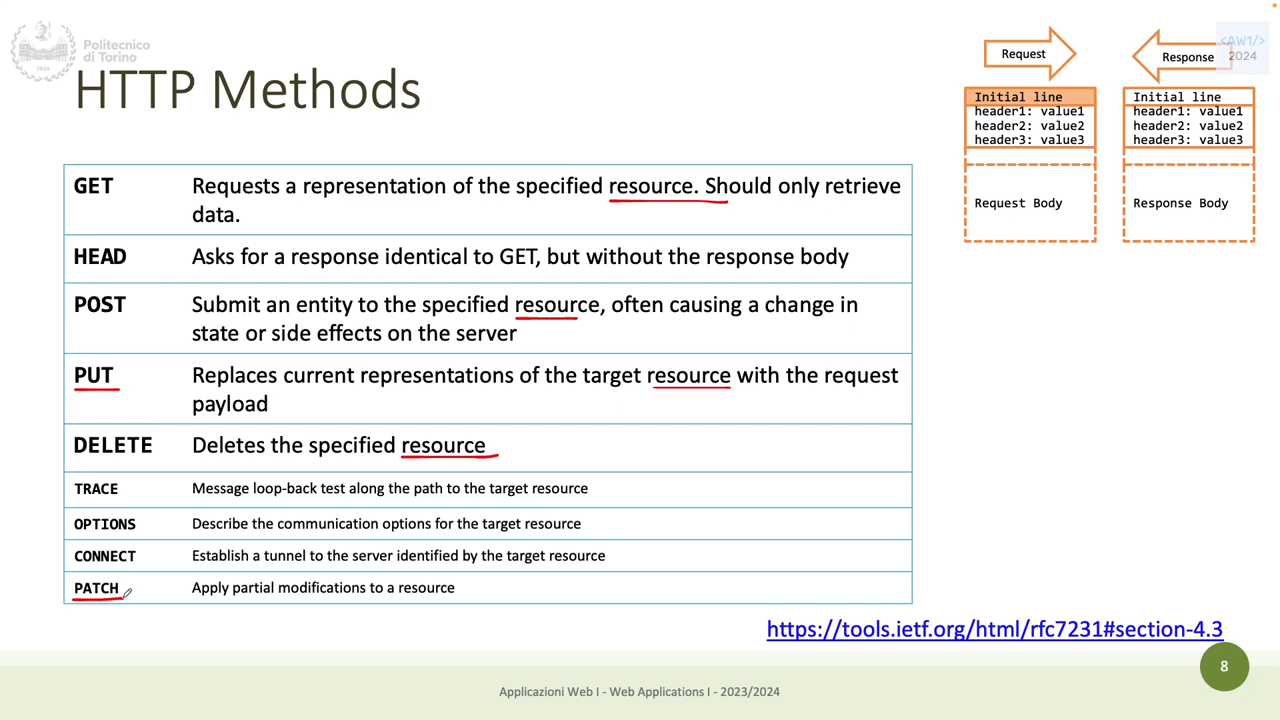 Politecnico
di Torino
1859
HTTP Methods
GET Requests a representation of the specified resource. Should only retrieve
data.
HEAD Asks for a response identical to GET, but without the response body
POST Submit an entity to the specified resource, often causing a change in
state or side effects on the server
PUT Replaces current representations of the target resource with the request
payload
DELETE Deletes the specified resource
TRACE Message loop-back test along the path to the target resource
OPTIONS Describe the communication options for the target resource
CONNECT Establish a tunnel to the server identified by the target resource
PATCH Apply partial modifications to a resource
Request
Initial line
header1: value1
header2: value2
header3: value3
Request Body
Response
Initial line
header1: value1
header2: value2
header3: value3
Response Body
<AW1/>
2024
https://tools.ietf.org/html/rfc7231#section-4.3
8
Applicazioni Web I - Web Applications I - 2023/2024